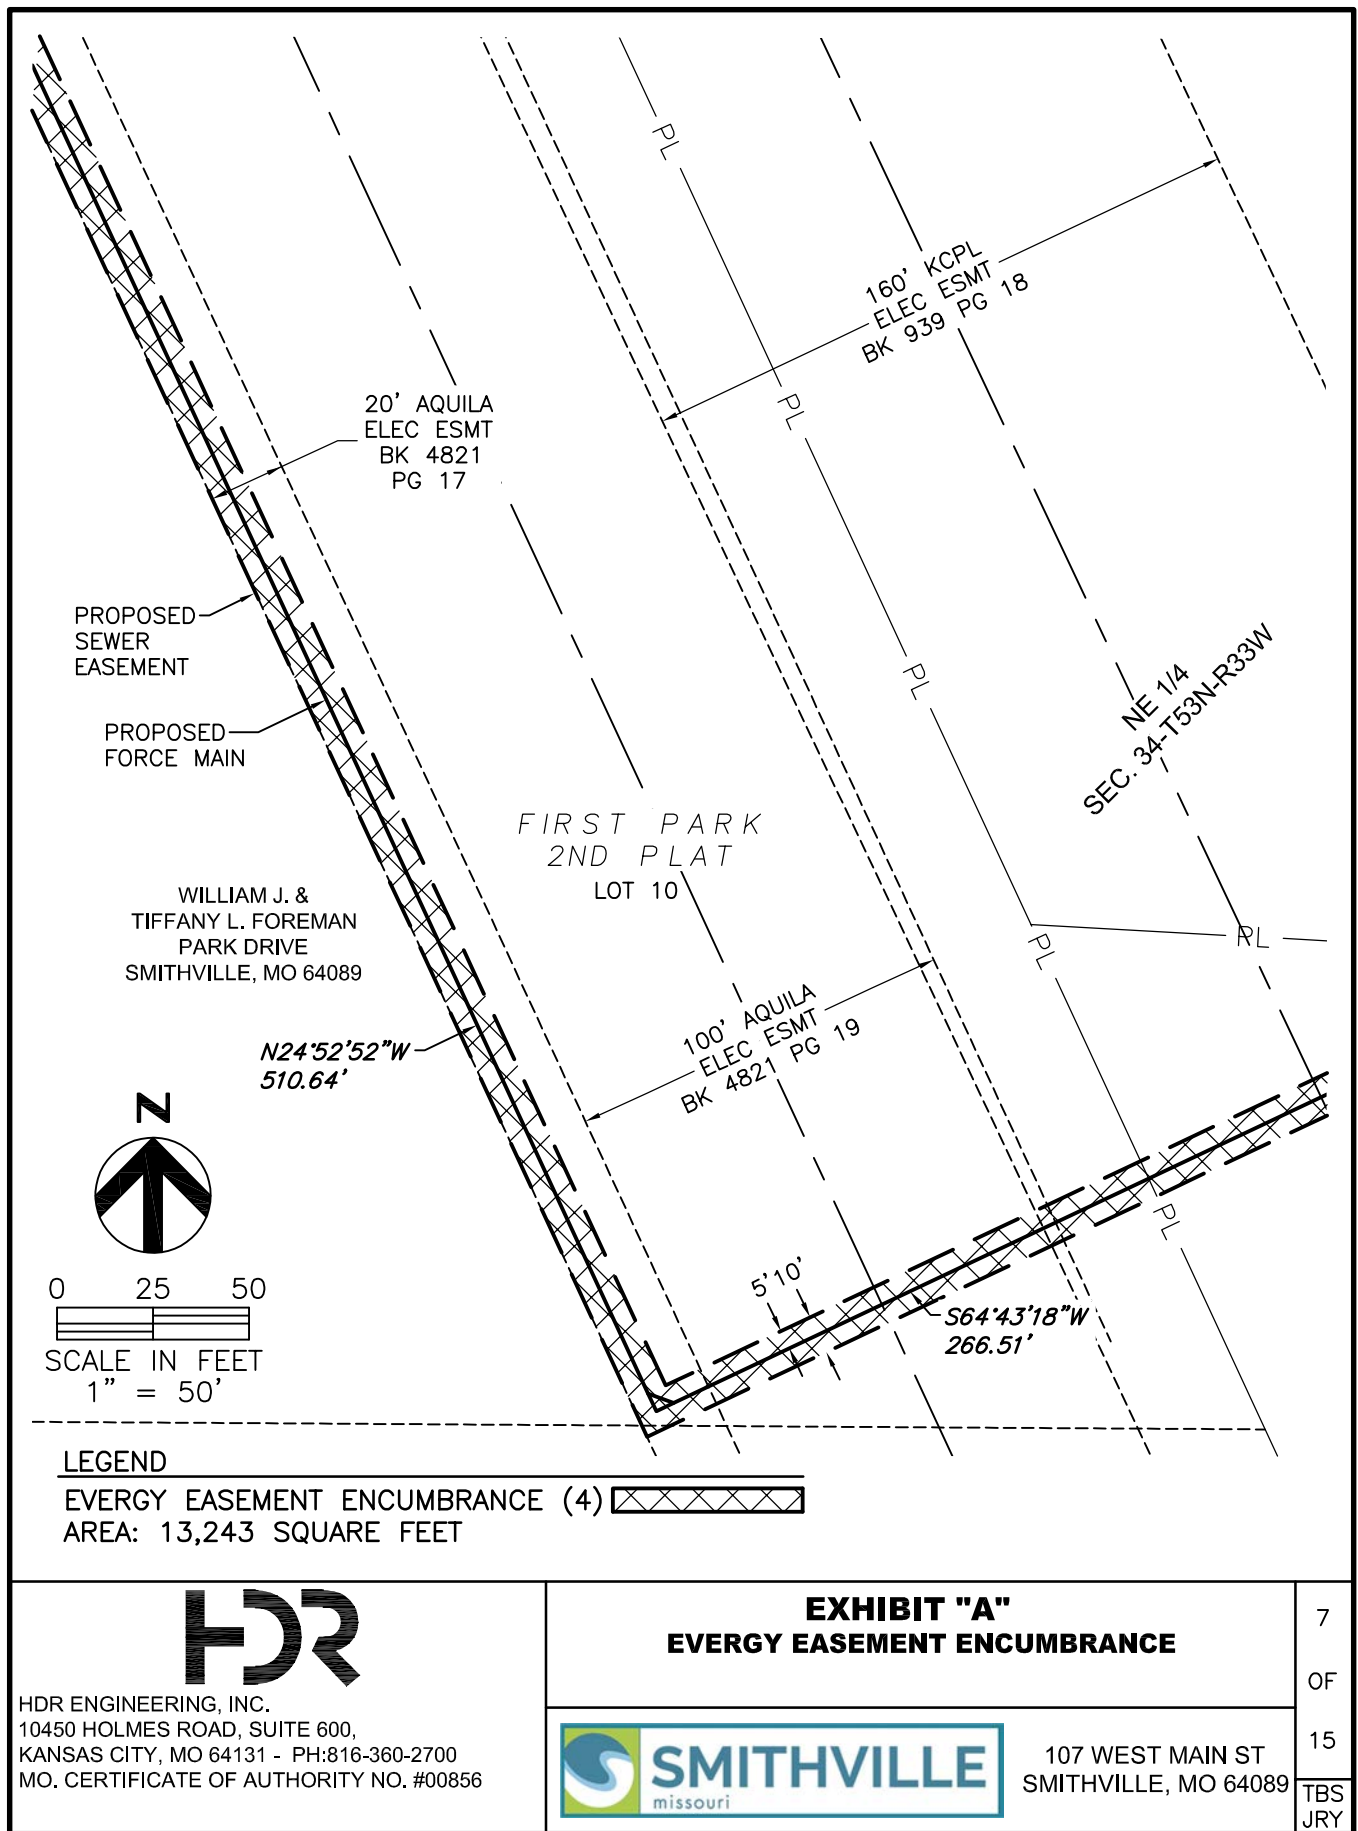 PL
160' KCPL
ELEC ESMT
BK 939 PG 18
20' AQUILA
ELEC ESMT
BK 4821
PG 17
PL
PROPOSED
SEWER
EASEMENT
PL
NE 1/4
SEC. 34-T53N-R33W
PROPOSED
FORCE MAIN
FIRST PARK
2ND PLAT
LOT 10
WILLIAM J. &
TIFFANY L. FOREMAN
PARK DRIVE
SMITHVILLE, MO 64089
PL
PL
100' AQUILA
ELEC ESMT
BK 4821 PG 19
N24°52'52"W
510.64'
N
PL
5' 10'
S64°43'18"W
266.51'
0 25 50
SCALE IN FEET
1" = 50'
LEGEND
EVERGY EASEMENT ENCUMBRANCE (4)
AREA: 13,243 SQUARE FEET
HDR
HDR ENGINEERING, INC.
10450 HOLMES ROAD, SUITE 600,
KANSAS CITY, MO 64131 - PH:816-360-2700
MO. CERTIFICATE OF AUTHORITY NO. #00856
EXHIBIT "A"
EVERGY EASEMENT ENCUMBRANCE
SMITHVILLE
missouri
107 WEST MAIN ST
SMITHVILLE, MO 64089
7
OF
15
TBS
JRY